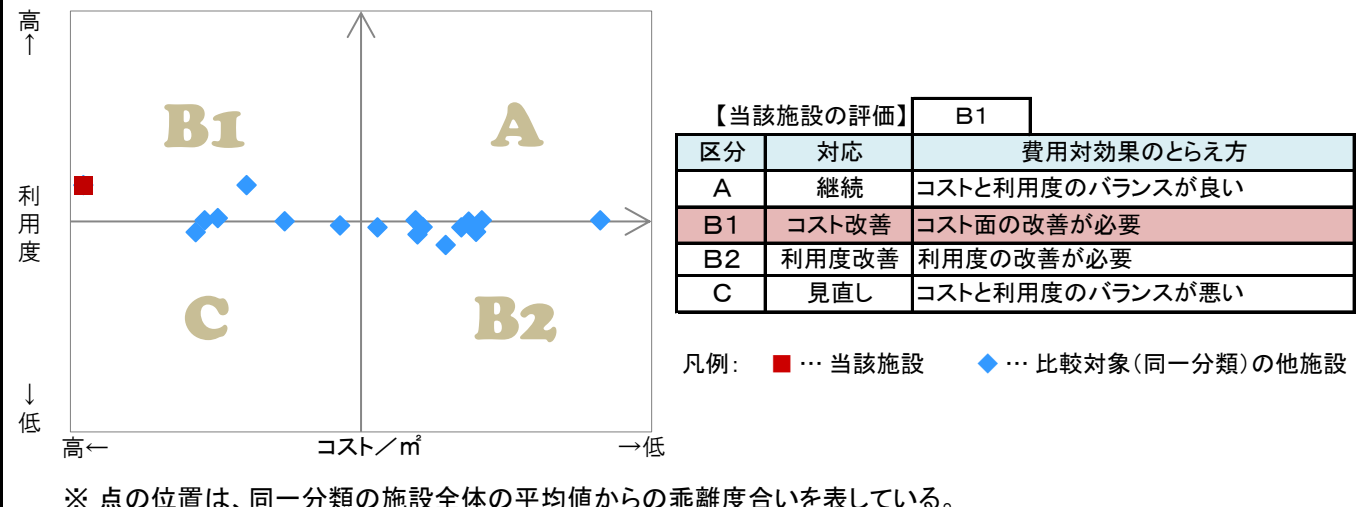 高
↑
利
用
度
↓
低
B1
A
C
B2
高←
コスト／㎡
→低
【当該施設の評価】 Ｂ１
区分 対応 費用対効果のとらえ方
Ａ 継続 コストと利用度のバランスが良い
Ｂ１ コスト改善 コスト面の改善が必要
Ｂ２ 利用度改善 利用度の改善が必要
Ｃ 見直し コストと利用度のバランスが悪い
凡例： ■ … 当該施設 ◆ … 比較対象（同一分類）の他施設
※ 点の位置は、同一分類の施設全体の平均値からの乖離度合いを表している。